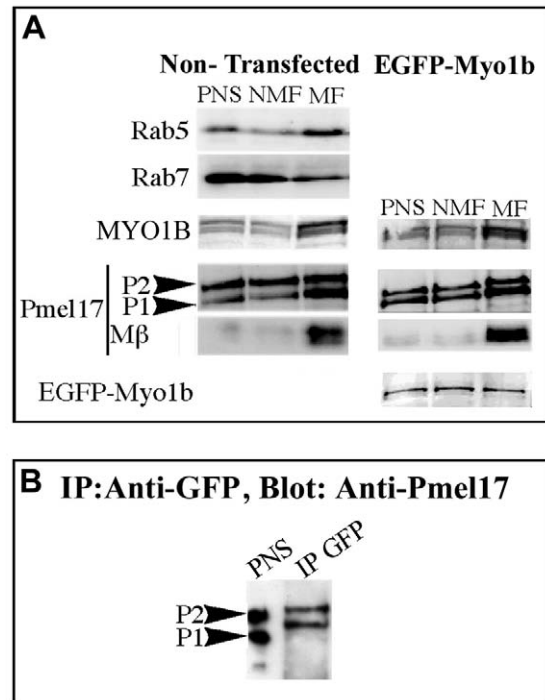 A
Non- Transfected EGFP-Myo1b
PNS NMF MF
Rab5
Rab7
PNS NMF MF
MYO1B
P2
Pmel17
P1
Mβ
EGFP-Myo1b
B IP:Anti-GFP, Blot: Anti-Pmel17
PNS IP GFP
P2
P1